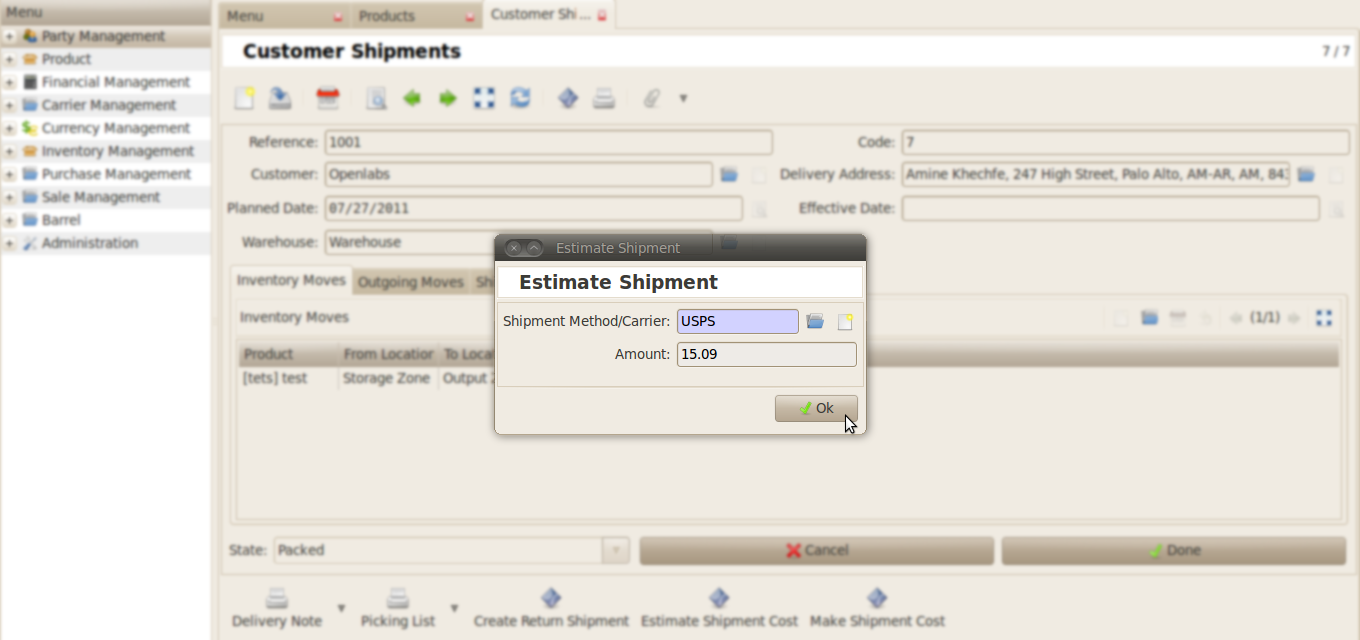 Menu
Party Management
Product
Financial Management
Carrier Management
Currency Management
Inventory Management
Purchase Management
Sale Management
Barrel
Administration
Menu Products Customer Shi...
Customer Shipments 7 / 7
Reference: 1001 Code: 7
Customer: Openlabs Delivery Address: Amine Khechfe, 247 High Street, Palo Alto, AM-AR, AM, 843
Planned Date: 07/27/2011 Effective Date:
Warehouse: Warehouse
Inventory Moves Outgoing Moves Sh
Inventory Moves (1/1)
Product From Location To Loca
[tets] test Storage Zone Output Z
Estimate Shipment
Estimate Shipment
Shipment Method/Carrier: USPS
Amount: 15.09
Ok
State: Packed Cancel Done
Delivery Note Picking List Create Return Shipment Estimate Shipment Cost Make Shipment Cost